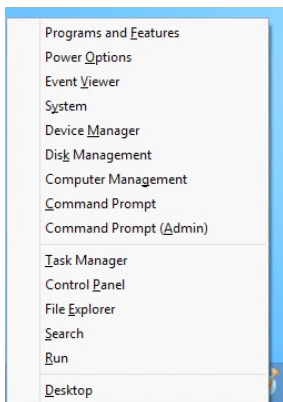 Programs and Features
Power Options
Event Viewer
System
Device Manager
Disk Management
Computer Management
Command Prompt
Command Prompt (Admin)
Task Manager
Control Panel
File Explorer
Search
Run
Desktop